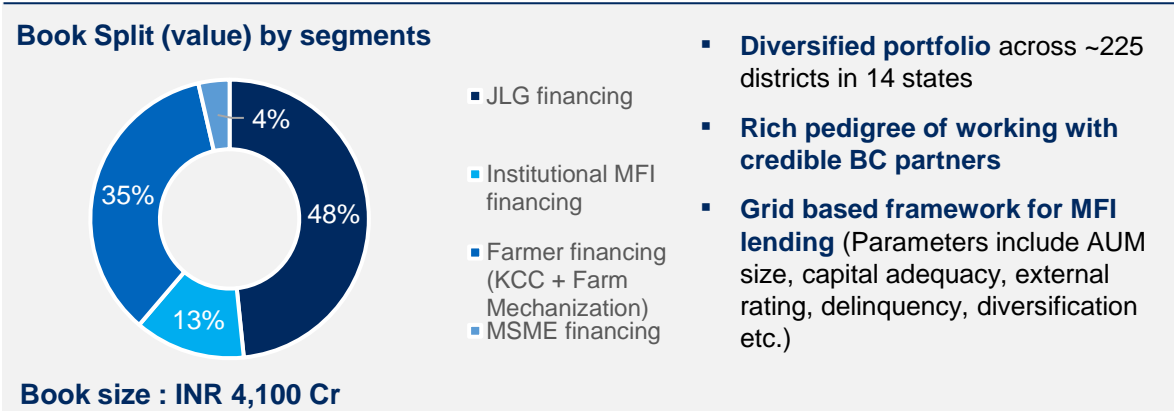 Book Split (value) by segments
4%
35%
48%
13%
JLG financing
Institutional MFI
financing
Farmer financing
(KCC + Farm
Mechanization)
MSME financing
Book size : INR 4,100 Cr
Diversified portfolio across ~225
districts in 14 states
Rich pedigree of working with
credible BC partners
Grid based framework for MFI
lending (Parameters include AUM
size, capital adequacy, external
rating, delinquency, diversification
etc.)